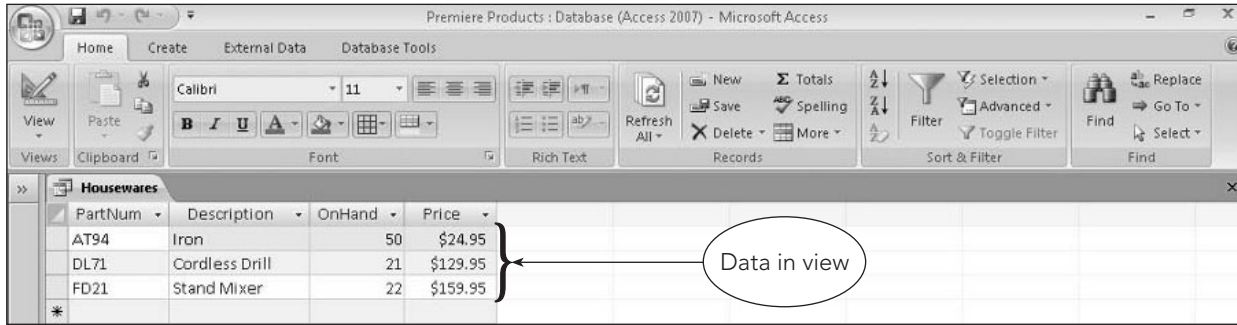 Premiere Products : Database (Access 2007) - Microsoft Access
Home Create External Data Database Tools
View
Views
Paste
Clipboard
Calibri 11
B I U A
Font
Rich Text
Refresh All
New Σ Totals
Save Spelling
Delete More
Records
Filter
Selection
Advanced
Toggle Filter
Sort & Filter
Find
Replace
Go To
Select
Find
Housewares
PartNum Description OnHand Price
AT94 Iron 50 $24.95
DL71 Cordless Drill 21 $129.95
FD21 Stand Mixer 22 $159.95
Data in view